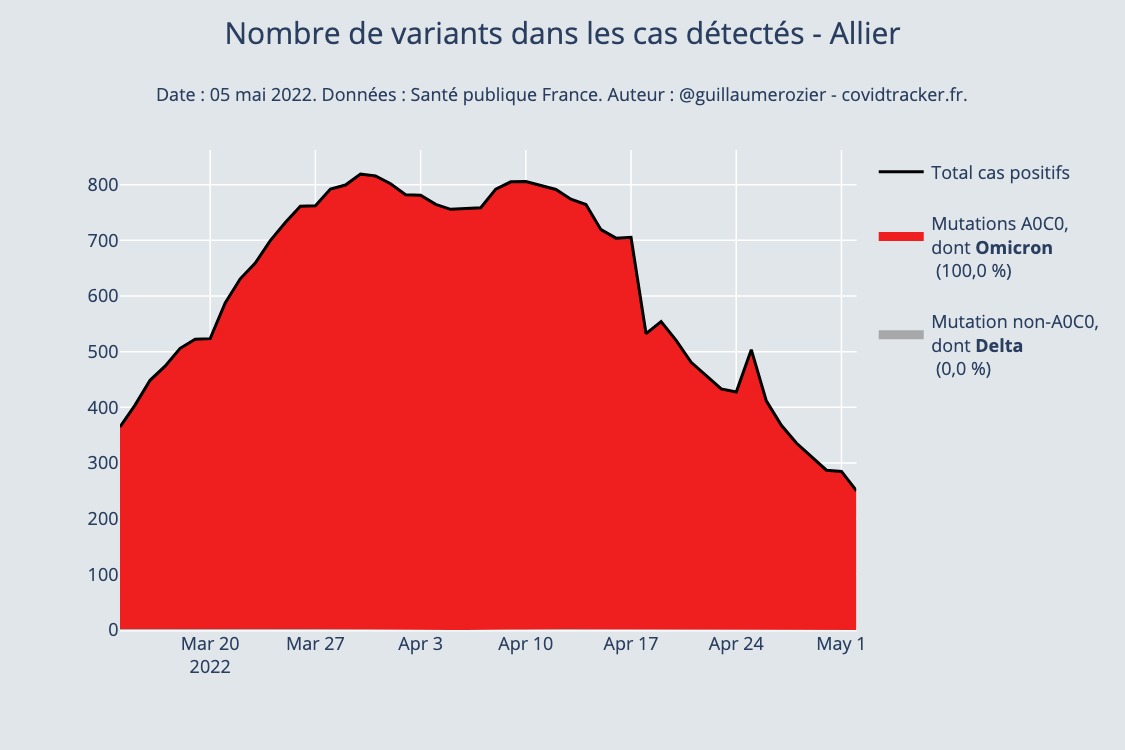 Nombre de variants dans les cas détectés - Allier
Date : 05 mai 2022. Données : Santé publique France. Auteur : @guillaumerozier - covidtracker.fr.
Total cas positifs
Mutations A0C0,
dont Omicron
(100,0 %)
Mutation non-A0C0,
dont Delta
(0,0 %)
800
700
600
500
400
300
200
100
0
Mar 20
2022
Mar 27
Apr 3
Apr 10
Apr 17
Apr 24
May 1